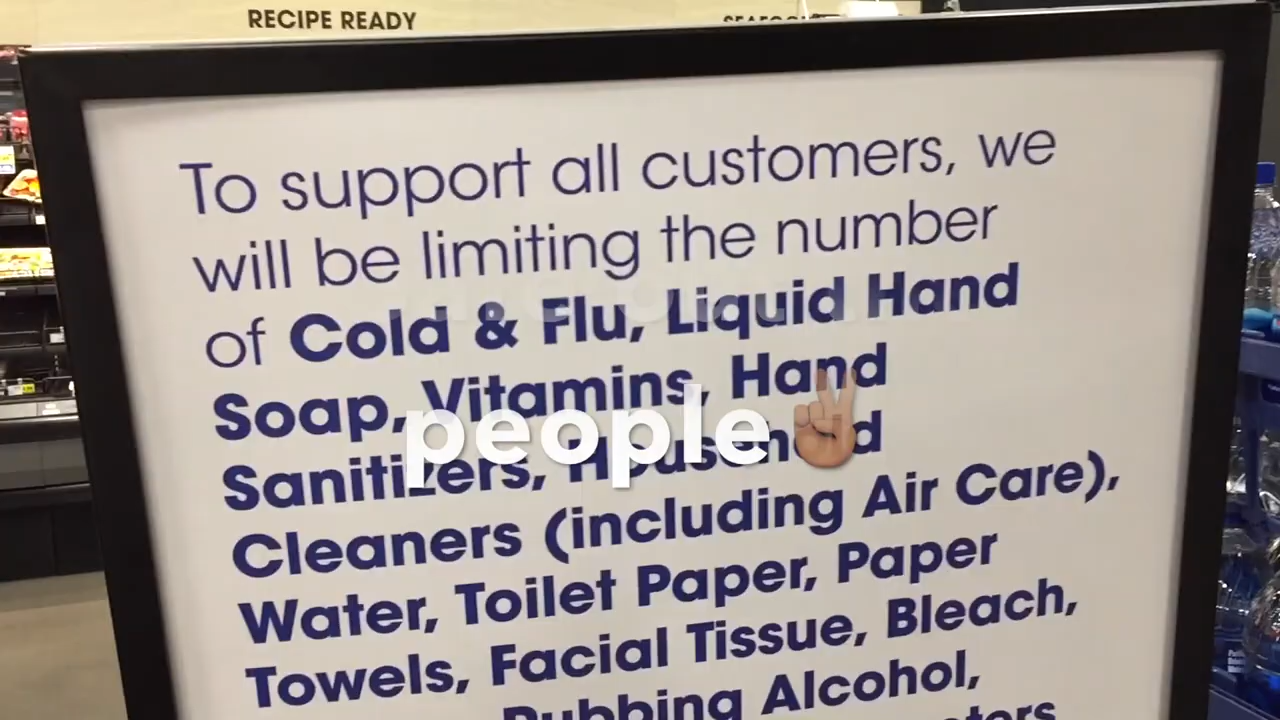 RECIPE READY
To support all customers, we
will be limiting the number
of Cold & Flu, Liquid Hand
Soap, Vitamins, Hand
people✌🏽
Sanitizers, Household
Cleaners (including Air Care),
Water, Toilet Paper, Paper
Towels, Facial Tissue, Bleach,
Rubbing Alcohol,